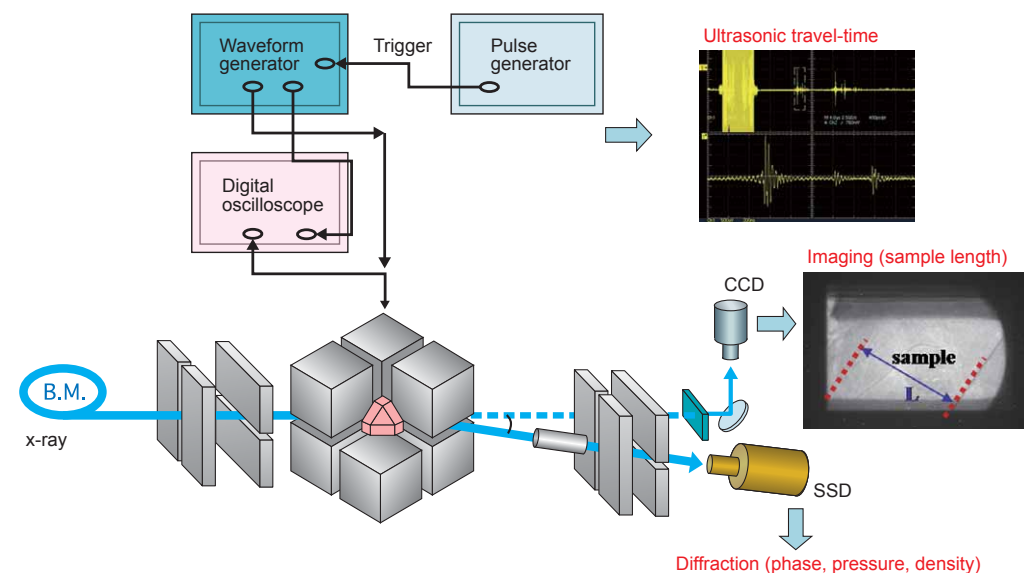 Waveform
generator
Trigger
Pulse
generator
Ultrasonic travel-time
Digital
oscilloscope
Imaging (sample length)
CCD
sample
L
B.M.
x-ray
SSD
Diffraction (phase, pressure, density)